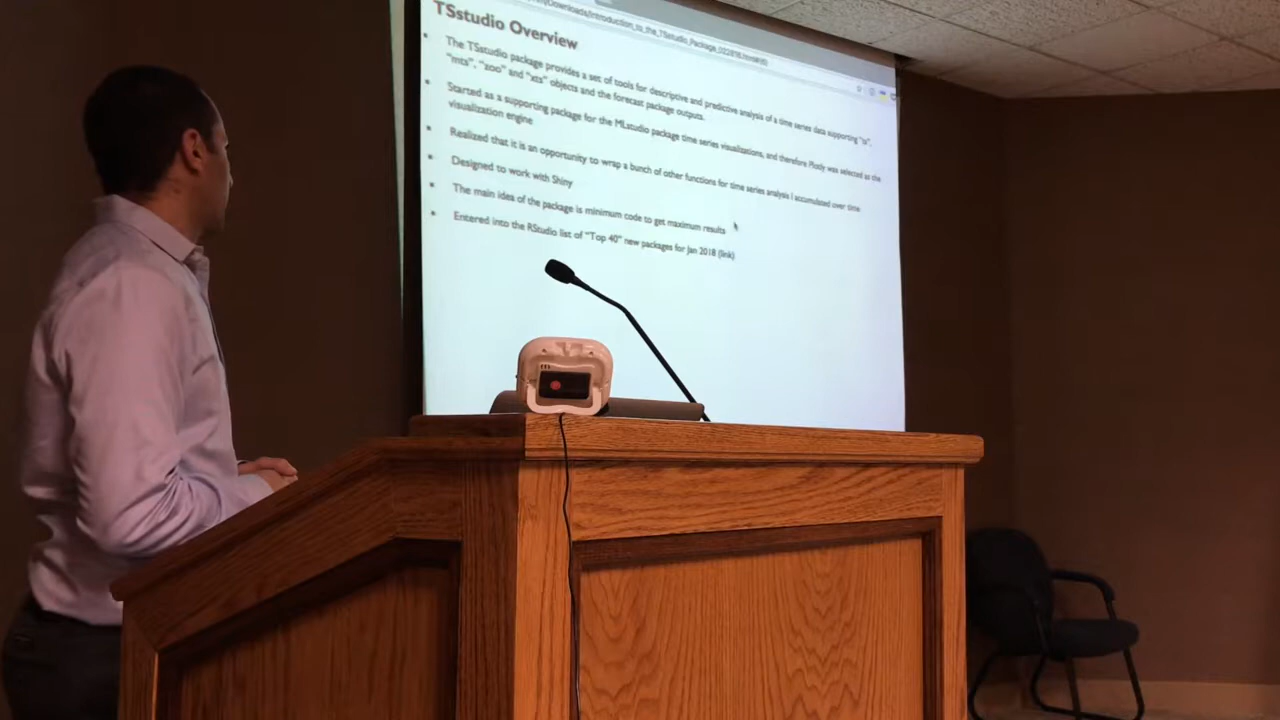 /Downloads/Introduction_to_the_TSstudio_Package_022818.html#(6)
TSstudio Overview
• The TSstudio package provides a set of tools for descriptive and predictive analysis of a time series data supporting "ts",
"mts", "zoo" and "xts" objects and the forecast package outputs.
• Started as a supporting package for the MLstudio package time series visualizations, and therefore Plotly was selected as the
visualization engine
• Realized that it is an opportunity to wrap a bunch of other functions for time series analysis I accumulated over time
• Designed to work with Shiny
• The main idea of the package is minimum code to get maximum results
• Entered into the RStudio list of "Top 40" new packages for Jan 2018 (link)